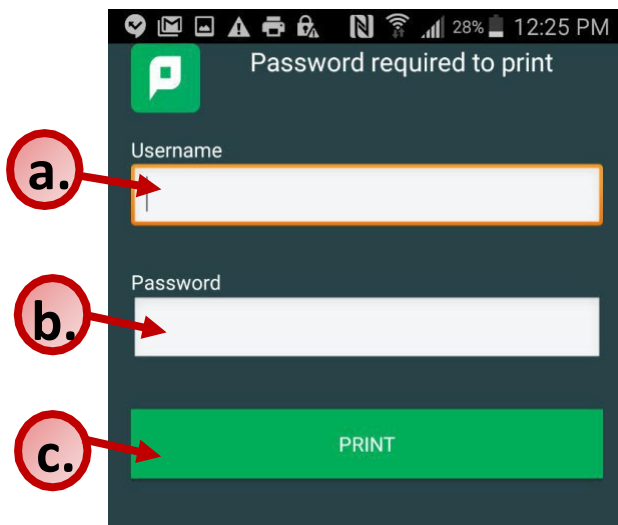 28% 12:25 PM
Password required to print
Username
a.
Password
b.
PRINT
c.